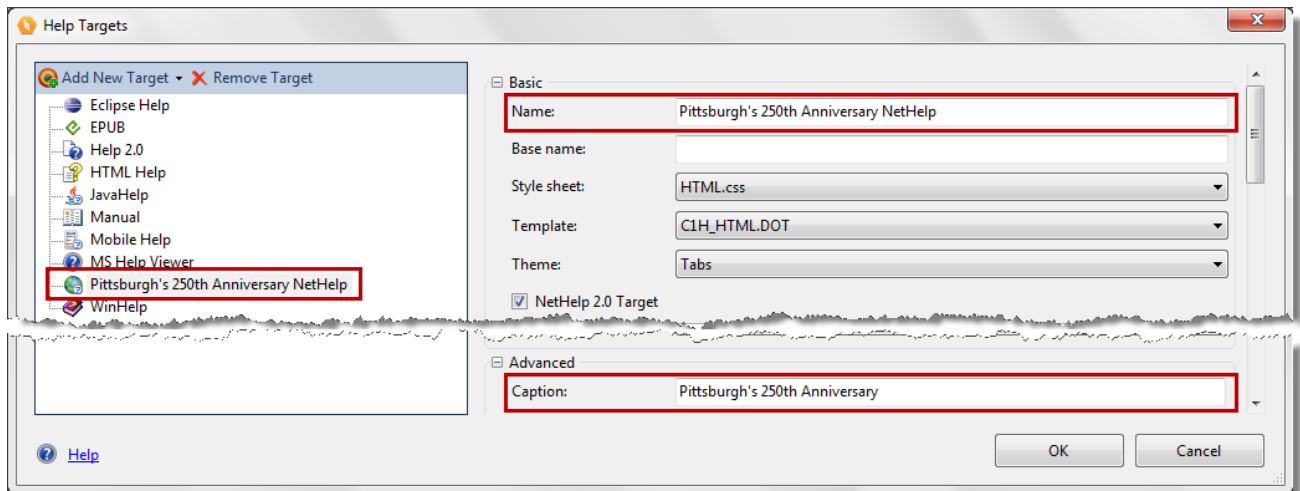 Help Targets
Add New Target
Remove Target
Eclipse Help
EPUB
Help 2.0
HTML Help
JavaHelp
Manual
Mobile Help
MS Help Viewer
Pittsburgh's 250th Anniversary NetHelp
WinHelp
Basic
Name: Pittsburgh's 250th Anniversary NetHelp
Base name:
Style sheet: HTML.css
Template: C1H_HTML.DOT
Theme: Tabs
NetHelp 2.0 Target
Advanced
Caption: Pittsburgh's 250th Anniversary
Help
OK Cancel